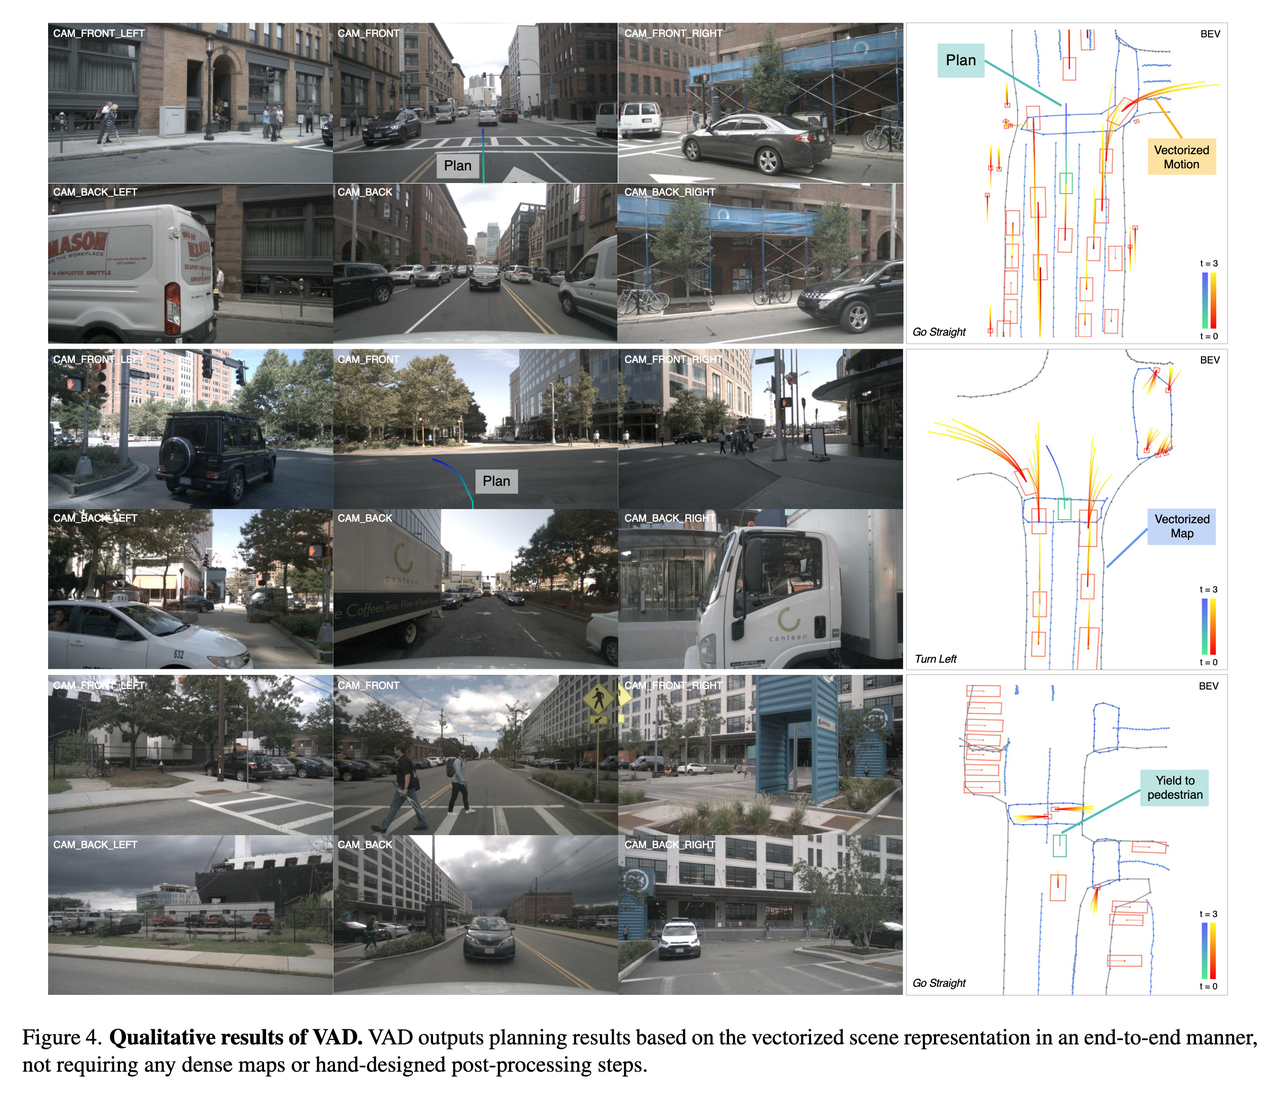 CAM_FRONT_LEFT
CAM_FRONT
CAM_FRONT_RIGHT
BEV
Plan
Plan
Vectorized
Motion
CAM_BACK_LEFT
CAM_BACK
CAM_BACK_RIGHT
MASON
t = 3
t = 0
Go Straight
CAM_FRONT_LEFT
CAM_FRONT
CAM_FRONT_RIGHT
BEV
Plan
CAM_BACK_LEFT
CAM_BACK
CAM_BACK_RIGHT
Vectorized
Map
canteen
canteen
632
t = 3
t = 0
Turn Left
CAM_FRONT_LEFT
CAM_FRONT
CAM_FRONT_RIGHT
BEV
Yield to
pedestrian
CAM_BACK_LEFT
CAM_BACK
CAM_BACK_RIGHT
t = 3
t = 0
Go Straight
Figure 4. Qualitative results of VAD. VAD outputs planning results based on the vectorized scene representation in an end-to-end manner,
not requiring any dense maps or hand-designed post-processing steps.